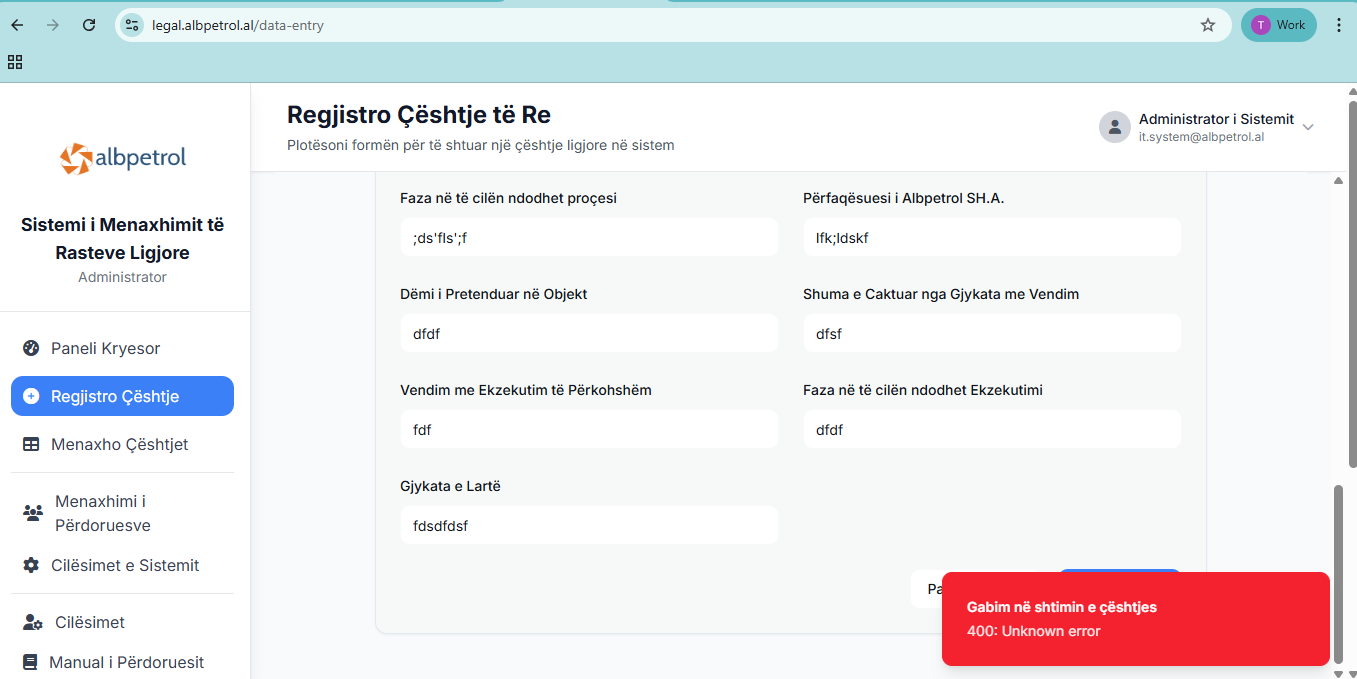 legal.albpetrol.al/data-entry
T
Work
albpetrol
Sistemi i Menaxhimit të
Rasteve Ligjore
Administrator
Paneli Kryesor
Regjistro Çështje
Menaxho Çështjet
Menaxhimi i
Përdoruesve
Cilësimet e Sistemit
Cilësimet
Manual i Përdoruesit
Regjistro Çështje të Re
Plotësoni formën për të shtuar një çështje ligjore në sistem
Administrator i Sistemit
it.system@albpetrol.al
Faza në të cilën ndodhet proçesi
;ds'fls';f
Përfaqësuesi i Albpetrol SH.A.
lfk;ldskf
Dëmi i Pretenduar në Objekt
dfdf
Shuma e Caktuar nga Gjykata me Vendim
dfsf
Vendim me Ekzekutim të Përkohshëm
fdf
Faza në të cilën ndodhet Ekzekutimi
dfdf
Gjykata e Lartë
fdsdfdsf
Gabim në shtimin e çështjes
400: Unknown error